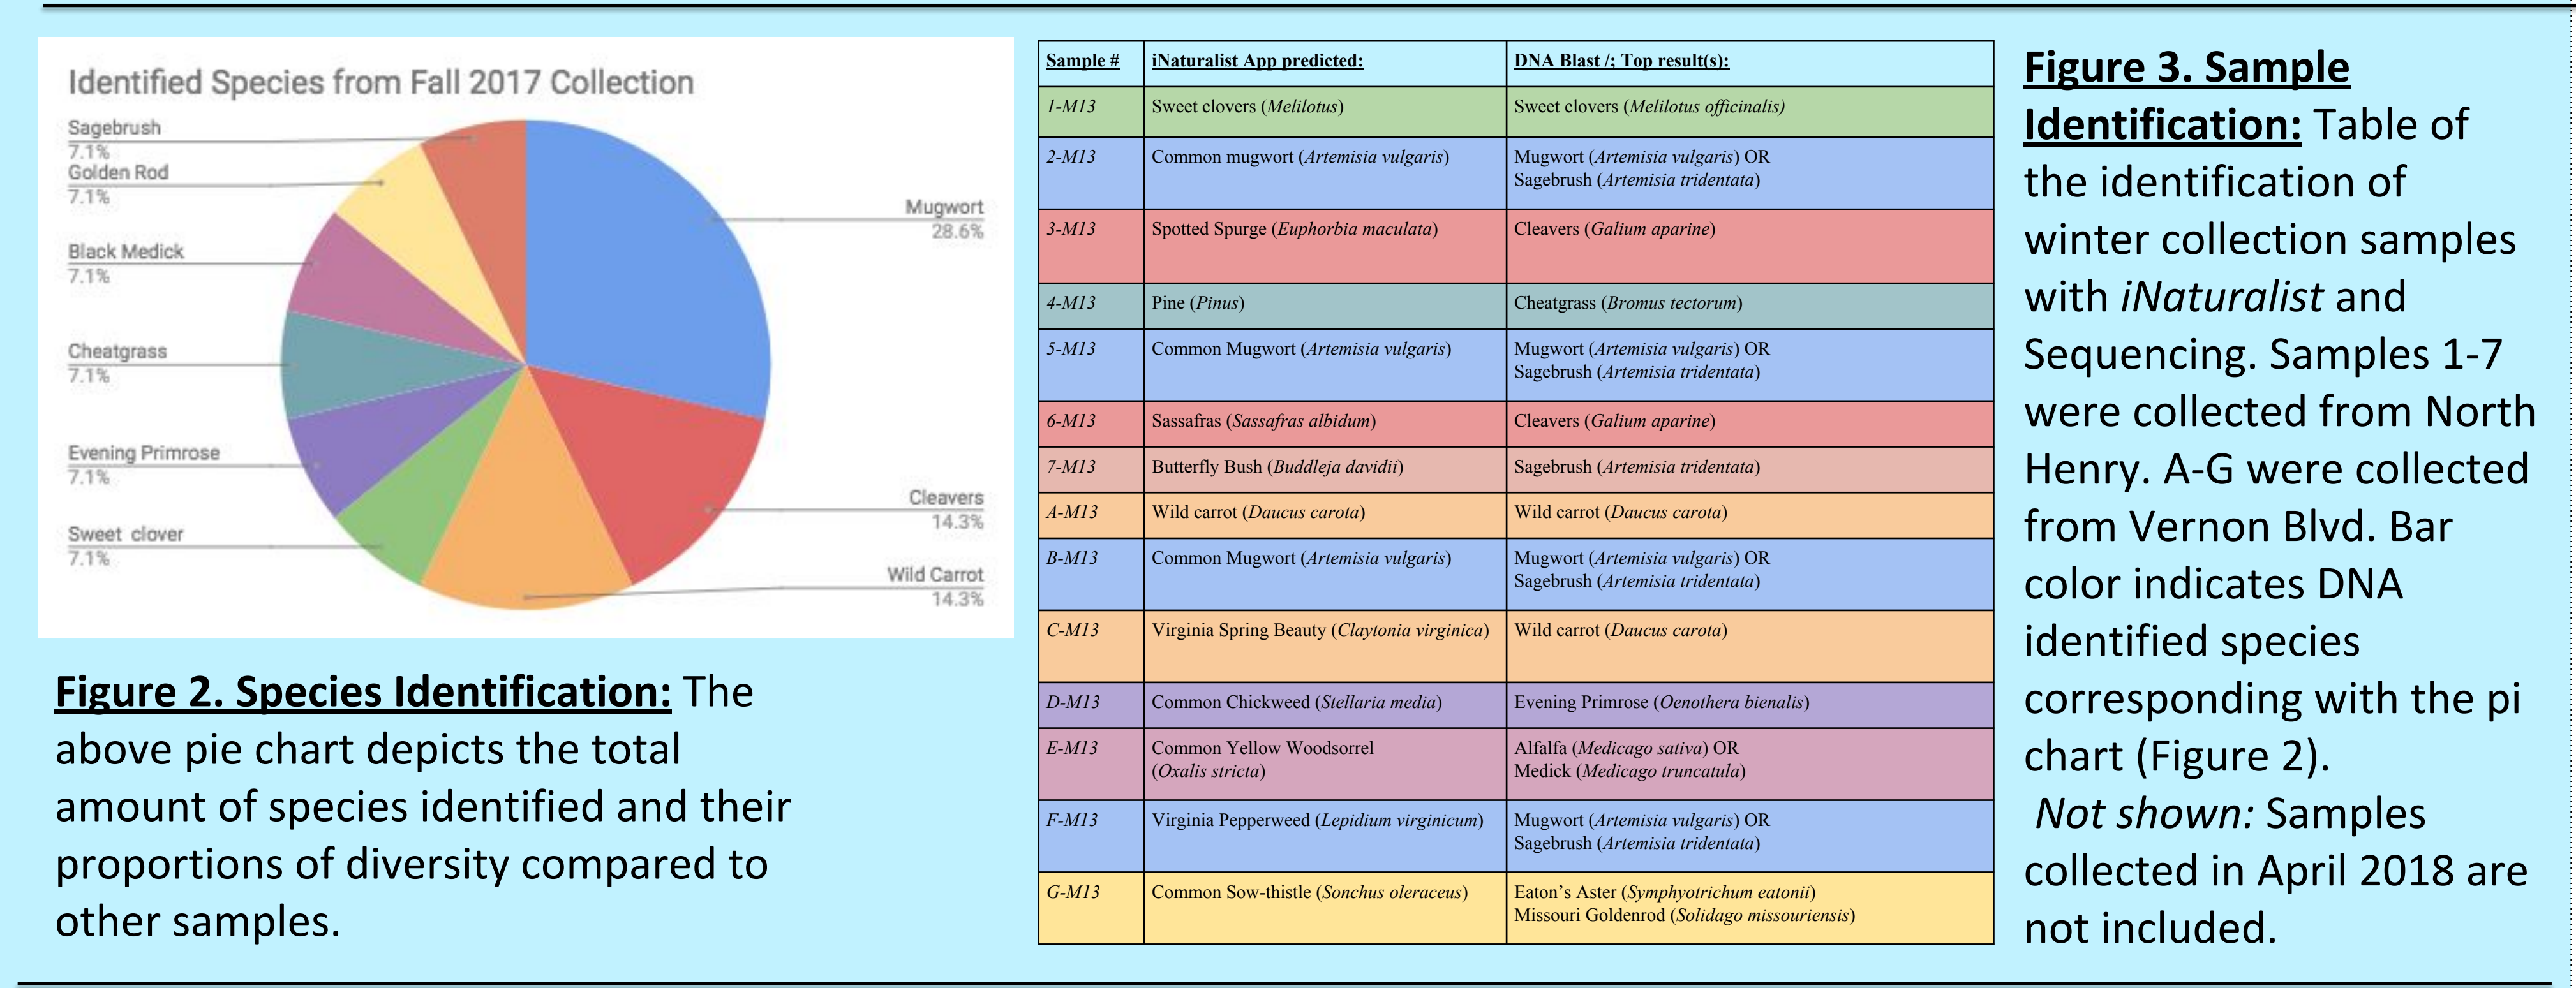 Identified Species from Fall 2017 Collection
Sagebrush
7.1%
Golden Rod
7.1%
Black Medick
7.1%
Cheatgrass
7.1%
Evening Primrose
7.1%
Sweet clover
7.1%
Mugwort
28.6%
Cleavers
14.3%
Wild Carrot
14.3%
Figure 2. Species Identification: The
above pie chart depicts the total
amount of species identified and their
proportions of diversity compared to
other samples.
Sample # iNaturalist App predicted: DNA Blast /; Top result(s):
1-M13 Sweet clovers (Melilotus) Sweet clovers (Melilotus officinalis)
2-M13 Common mugwort (Artemisia vulgaris) Mugwort (Artemisia vulgaris) OR
Sagebrush (Artemisia tridentata)
3-M13 Spotted Spurge (Euphorbia maculata) Cleavers (Galium aparine)
4-M13 Pine (Pinus) Cheatgrass (Bromus tectorum)
5-M13 Common Mugwort (Artemisia vulgaris) Mugwort (Artemisia vulgaris) OR
Sagebrush (Artemisia tridentata)
6-M13 Sassafras (Sassafras albidum) Cleavers (Galium aparine)
7-M13 Butterfly Bush (Buddleja davidii) Sagebrush (Artemisia tridentata)
A-M13 Wild carrot (Daucus carota) Wild carrot (Daucus carota)
B-M13 Common Mugwort (Artemisia vulgaris) Mugwort (Artemisia vulgaris) OR
Sagebrush (Artemisia tridentata)
C-M13 Virginia Spring Beauty (Claytonia virginica) Wild carrot (Daucus carota)
D-M13 Common Chickweed (Stellaria media) Evening Primrose (Oenothera bienalis)
E-M13 Common Yellow Woodsorrel Alfalfa (Medicago sativa) OR
(Oxalis stricta) Medick (Medicago truncatula)
F-M13 Virginia Pepperweed (Lepidium virginicum) Mugwort (Artemisia vulgaris) OR
Sagebrush (Artemisia tridentata)
G-M13 Common Sow-thistle (Sonchus oleraceus) Eaton’s Aster (Symphyotrichum eatonii)
Missouri Goldenrod (Solidago missouriensis)
Figure 3. Sample
Identification: Table of
the identification of
winter collection samples
with iNaturalist and
Sequencing. Samples 1-7
were collected from North
Henry. A-G were collected
from Vernon Blvd. Bar
color indicates DNA
identified species
corresponding with the pi
chart (Figure 2).
Not shown: Samples
collected in April 2018 are
not included.